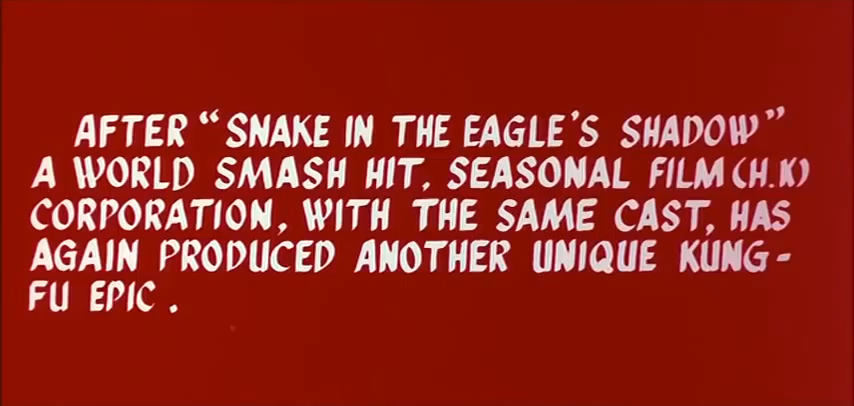 AFTER “SNAKE IN THE EAGLE'S SHADOW”
A WORLD SMASH HIT, SEASONAL FILM (H.K)
CORPORATION, WITH THE SAME CAST, HAS
AGAIN PRODUCED ANOTHER UNIQUE KUNG-
FU EPIC.